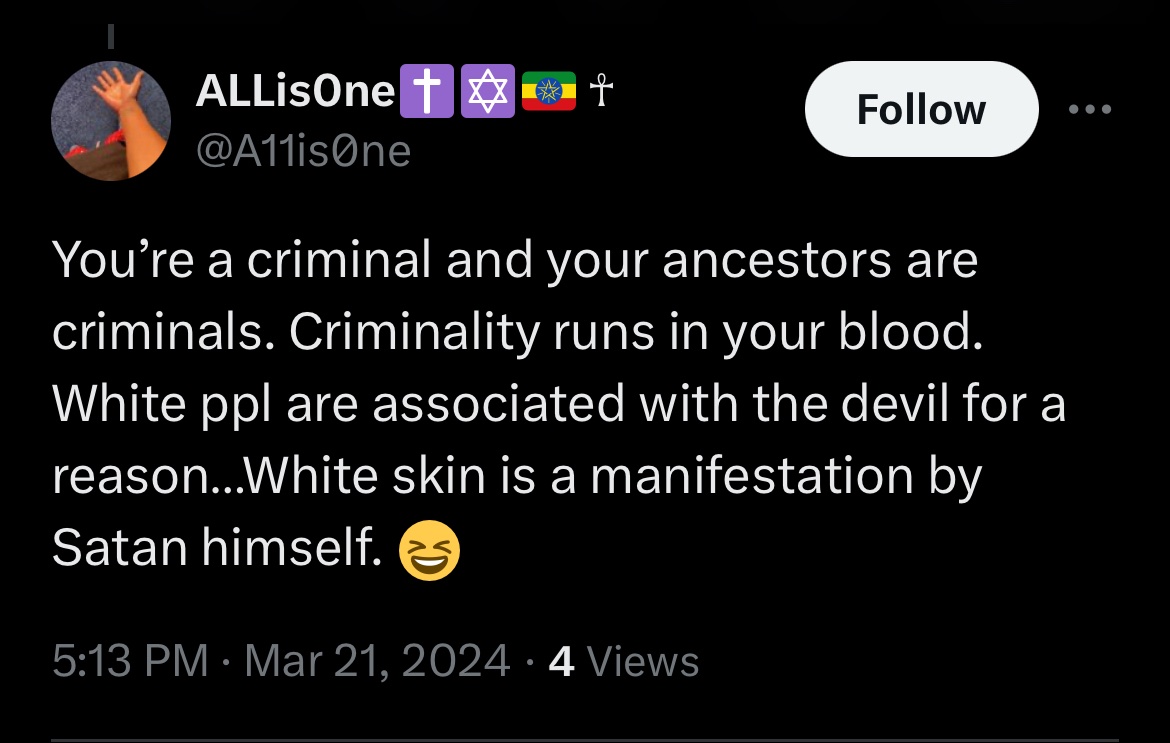 ALLis0ne✝️✡️🇪🇹☥
Follow
@A11is0ne
You’re a criminal and your ancestors are
criminals. Criminality runs in your blood.
White ppl are associated with the devil for a
reason...White skin is a manifestation by
Satan himself. 😆
5:13 PM · Mar 21, 2024 · 4 Views